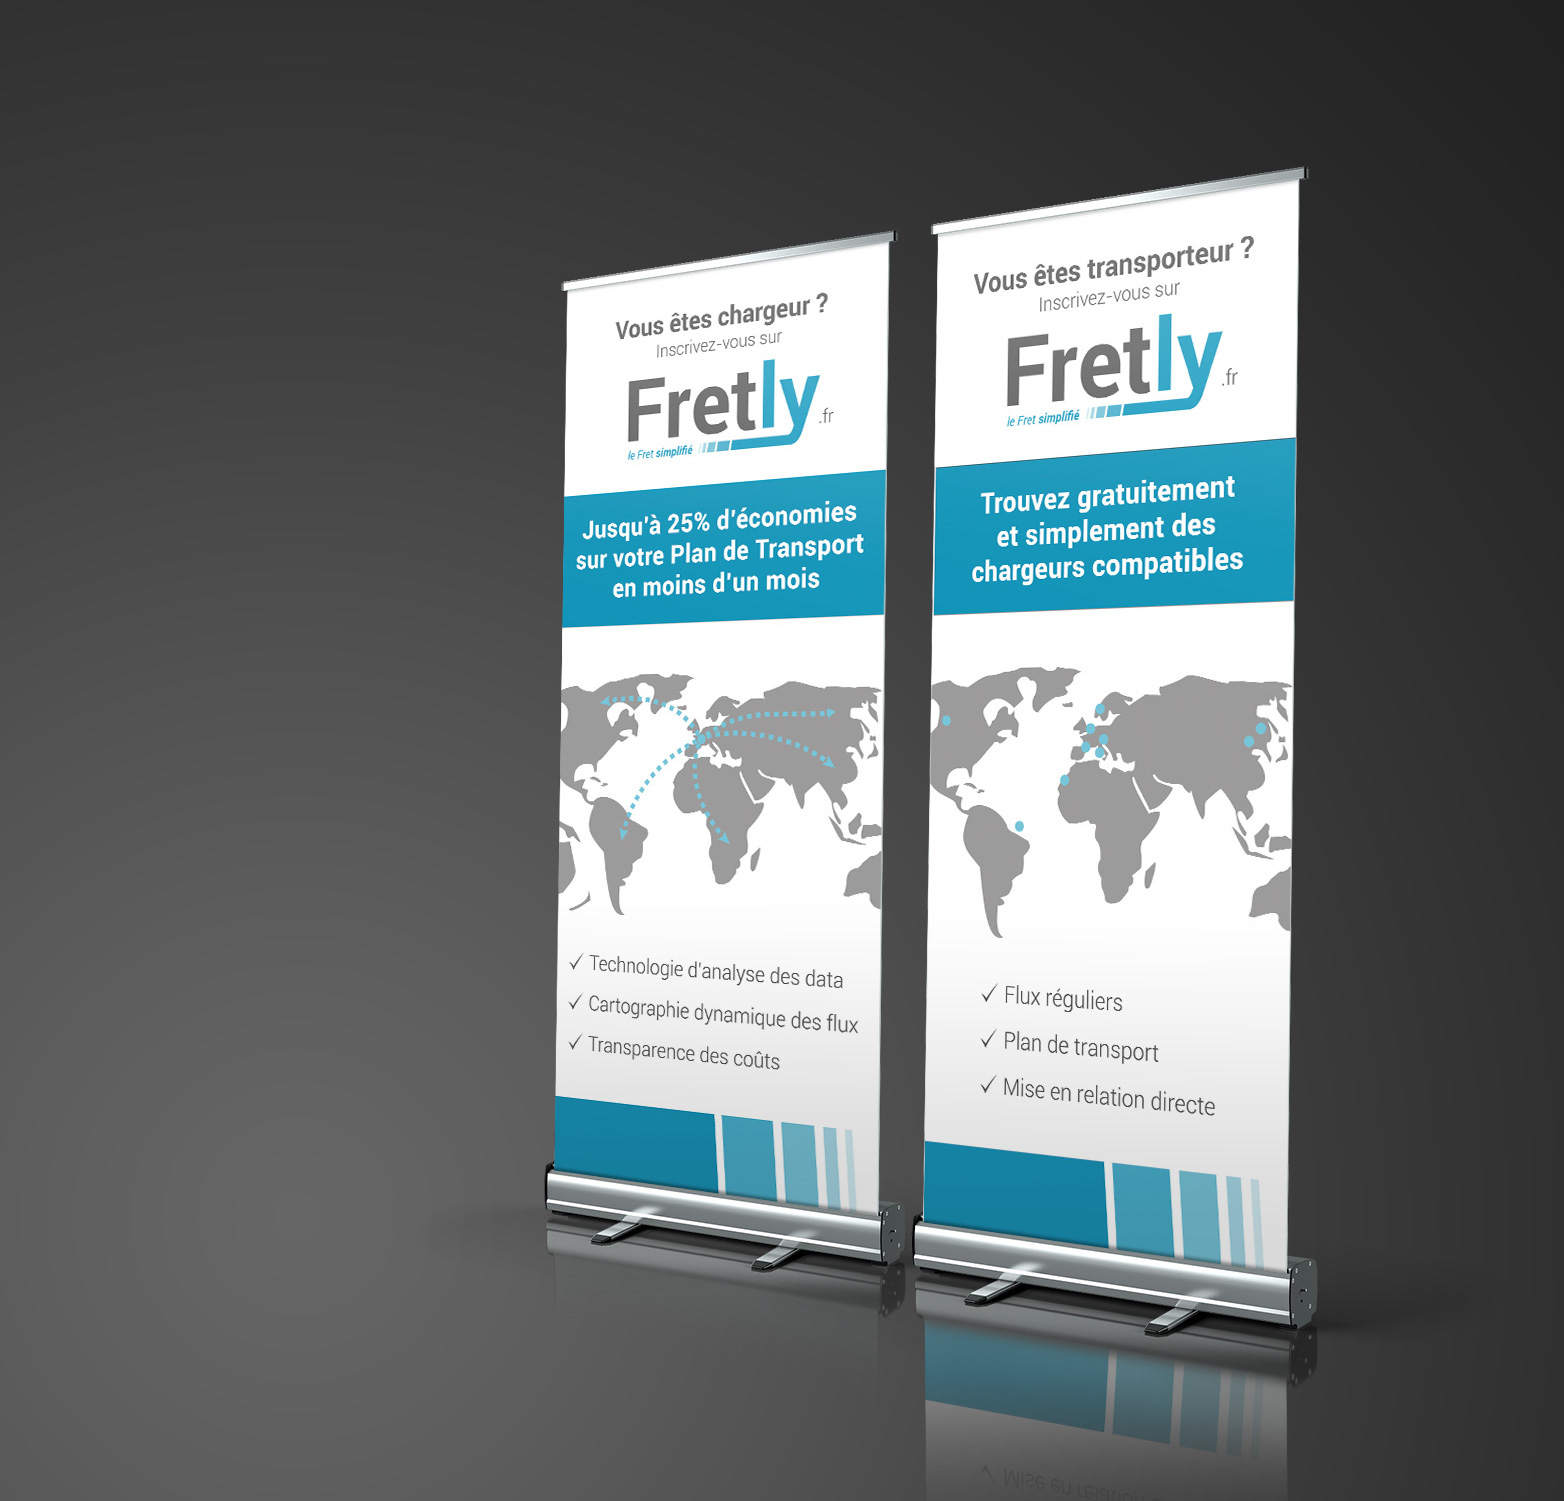 Vous êtes chargeur ?
Inscrivez-vous sur
Fretly.fr
le Fret simplifié
Jusqu'à 25% d'économies
sur votre Plan de Transport
en moins d'un mois
✓ Technologie d'analyse des data
✓ Cartographie dynamique des flux
✓ Transparence des coûts
Vous êtes transporteur ?
Inscrivez-vous sur
Fretly.fr
le Fret simplifié
Trouvez gratuitement
et simplement des
chargeurs compatibles
✓ Flux réguliers
✓ Plan de transport
✓ Mise en relation directe